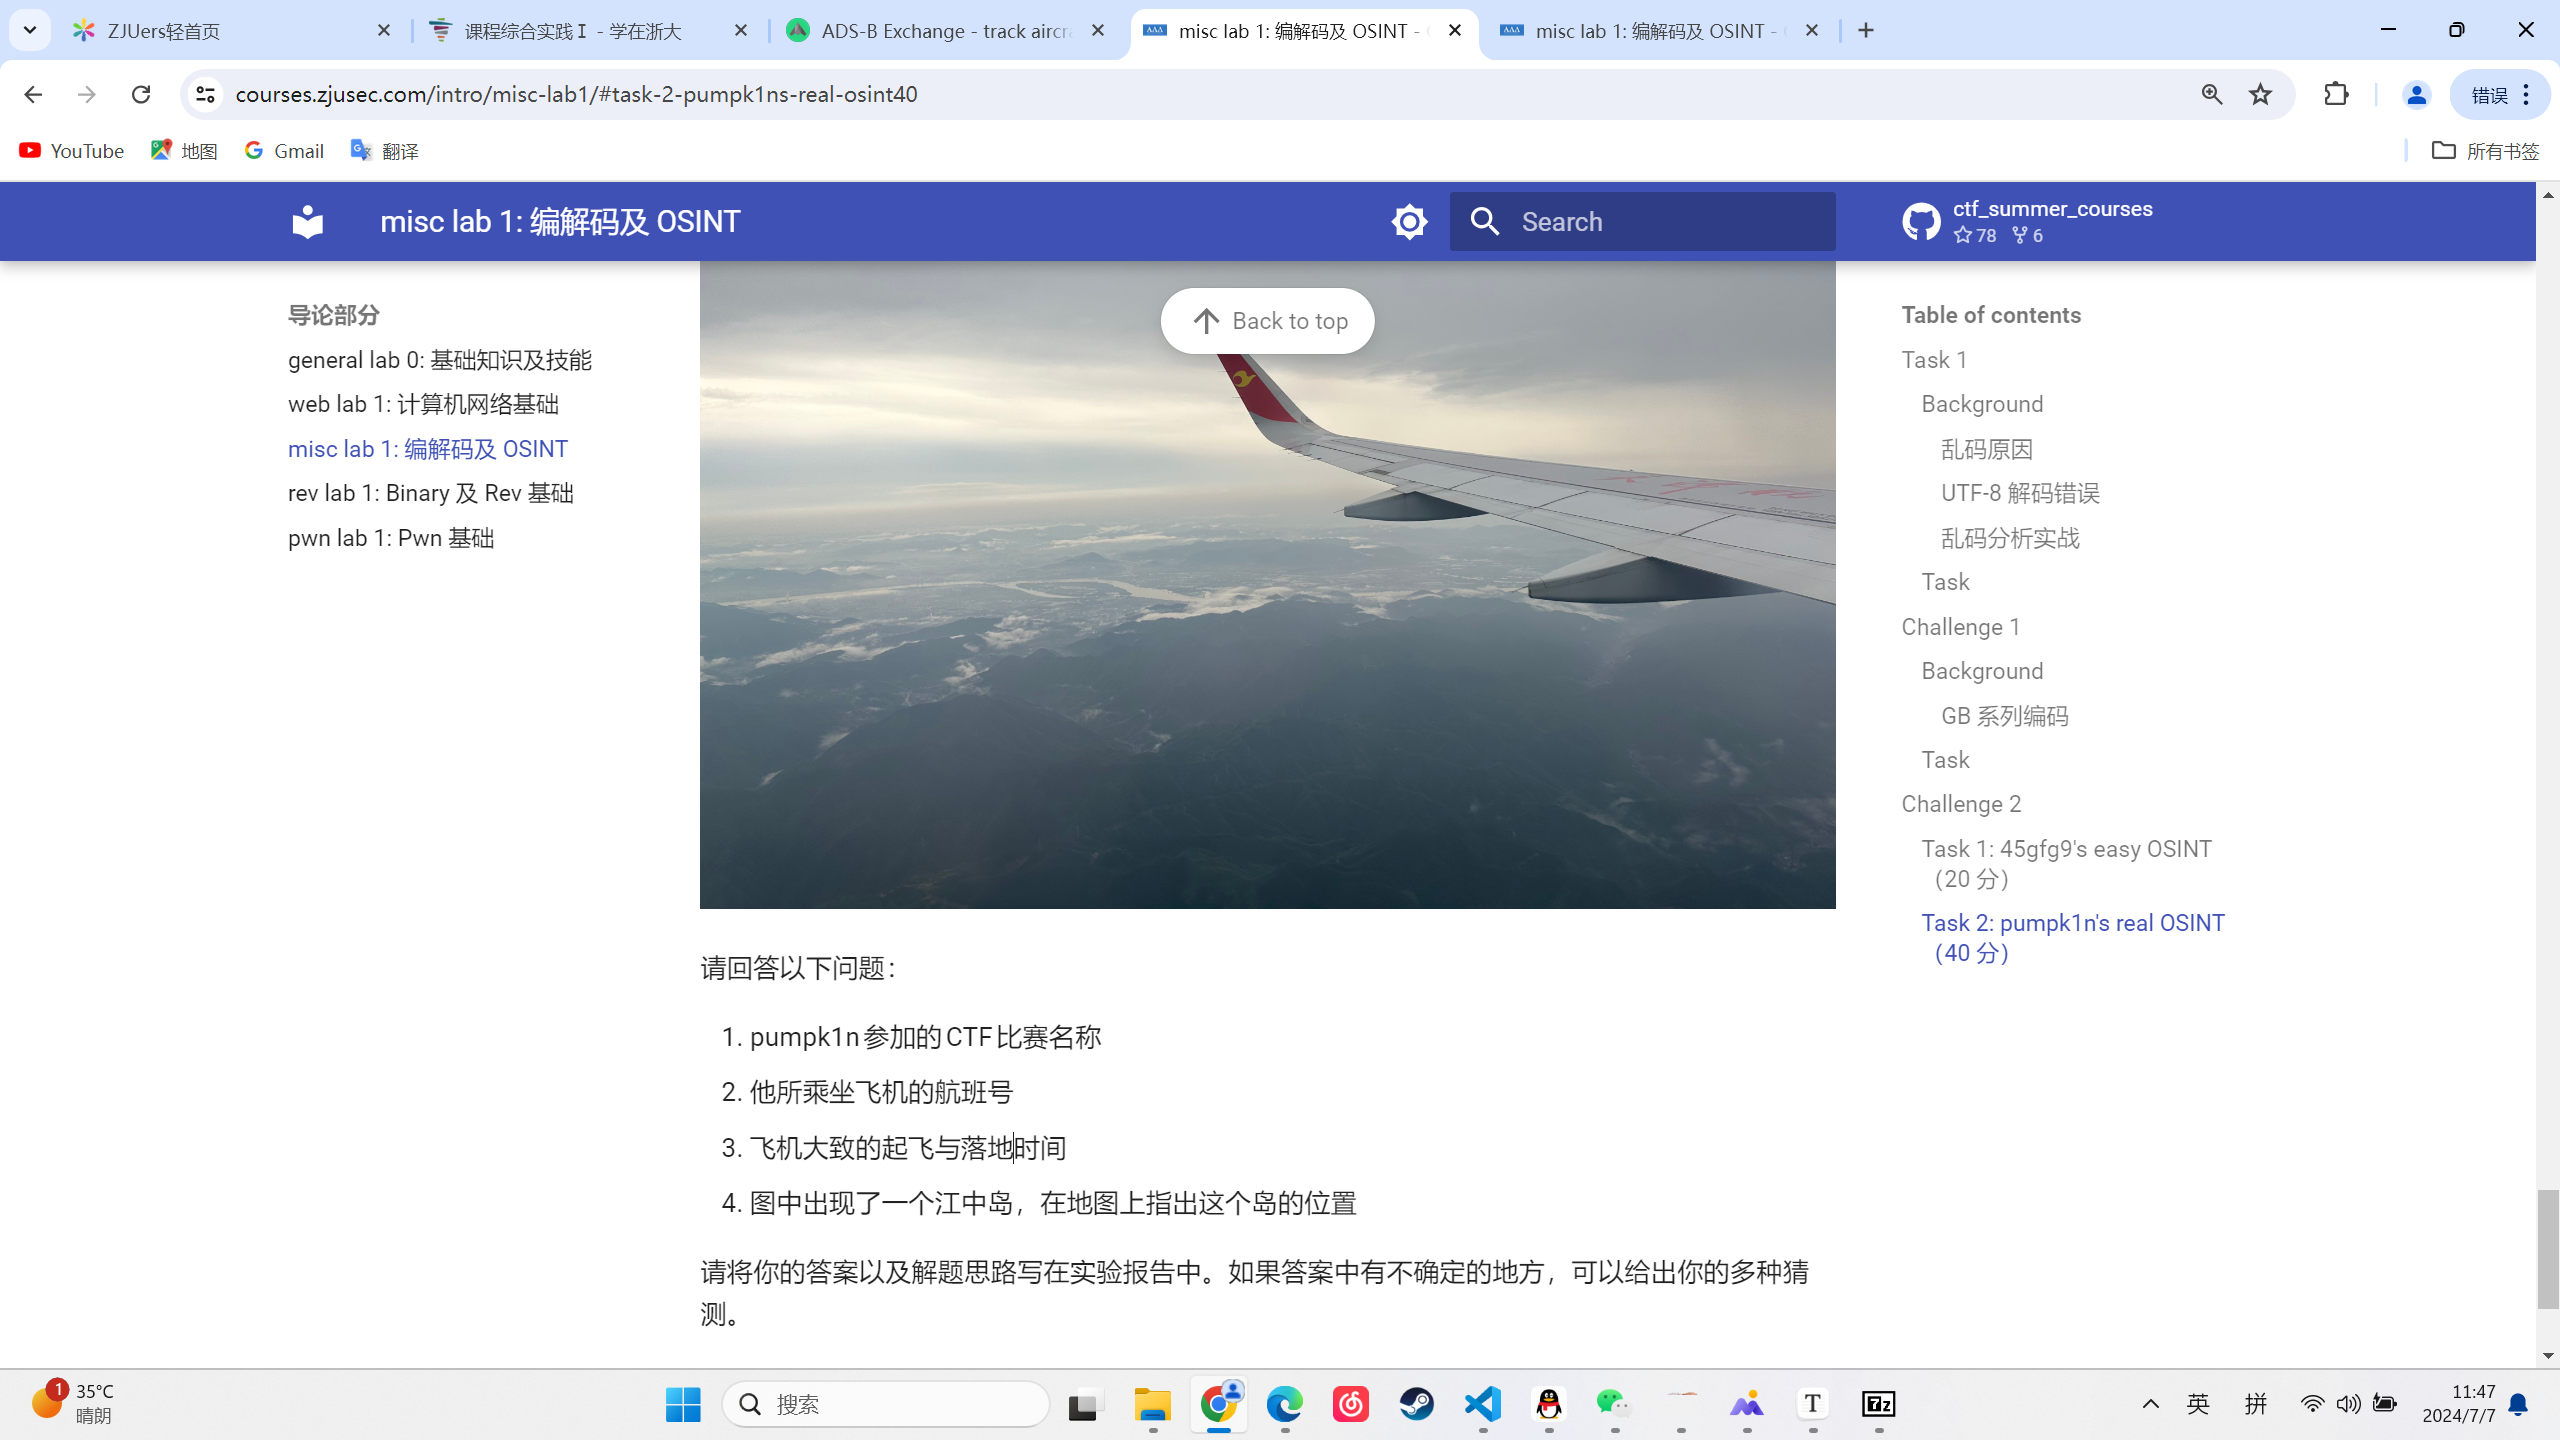 ZJUers轻首页
课程综合实践Ⅰ - 学在浙大
ADS-B Exchange - track aircra
misc lab 1: 编解码及 OSINT -
misc lab 1: 编解码及 OSINT -
courses.zjusec.com/intro/misc-lab1/#task-2-pumpk1ns-real-osint40
错误
YouTube
地图
Gmail
翻译
所有书签
misc lab 1: 编解码及 OSINT
Search
ctf_summer_courses
78 6
导论部分
general lab 0: 基础知识及技能
web lab 1: 计算机网络基础
misc lab 1: 编解码及 OSINT
rev lab 1: Binary 及 Rev 基础
pwn lab 1: Pwn 基础
Back to top
请回答以下问题：
1. pumpk1n参加的CTF比赛名称
2. 他所乘坐飞机的航班号
3. 飞机大致的起飞与落地时间
4. 图中出现了一个江中岛，在地图上指出这个岛的位置
请将你的答案以及解题思路写在实验报告中。如果答案中有不确定的地方，可以给出你的多种猜
测。
Table of contents
Task 1
Background
乱码原因
UTF-8 解码错误
乱码分析实战
Task
Challenge 1
Background
GB 系列编码
Task
Challenge 2
Task 1: 45gfg9's easy OSINT
（20 分）
Task 2: pumpk1n's real OSINT
（40 分）
1
35°C
晴朗
搜索
T
7z
英
拼
11:47
2024/7/7